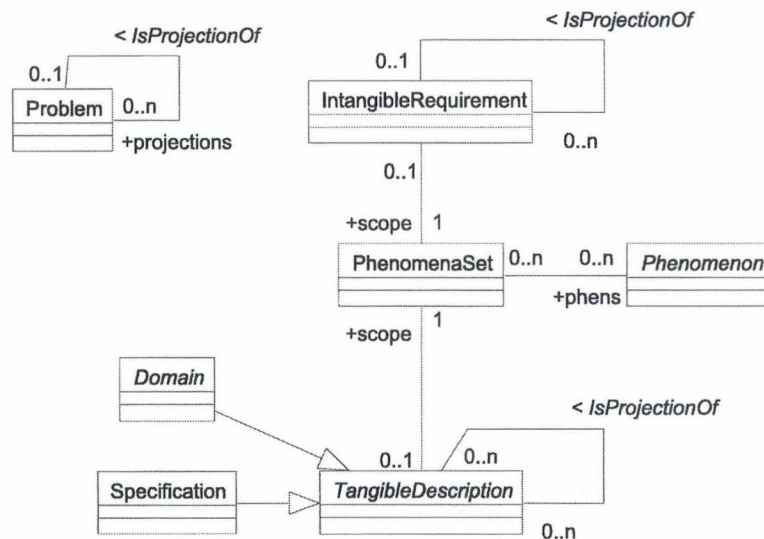 < IsProjectionOf
0..1
Problem
0..n
+projections
< IsProjectionOf
0..1
IntangibleRequirement
0..n
0..1
+scope 1
PhenomenaSet
0..n 0..n
+phens
Phenomenon
+scope 1
Domain
< IsProjectionOf
0..1 0..n
Specification
TangibleDescription
0..n